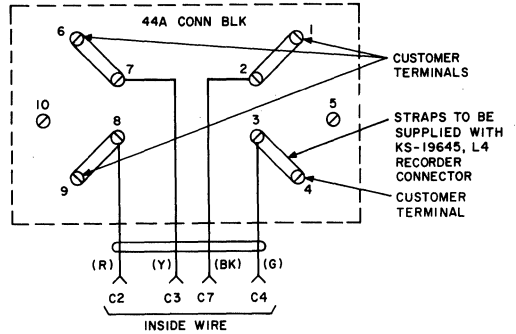 44A CONN BLK
6
1
7
2
CUSTOMER
TERMINALS
10
8
3
5
STRAPS TO BE
SUPPLIED WITH
KS-19645, L4
RECORDER
CONNECTOR
9
4
CUSTOMER
TERMINAL
(R) (Y) (BK) (G)
C2 C3 C7 C4
INSIDE WIRE